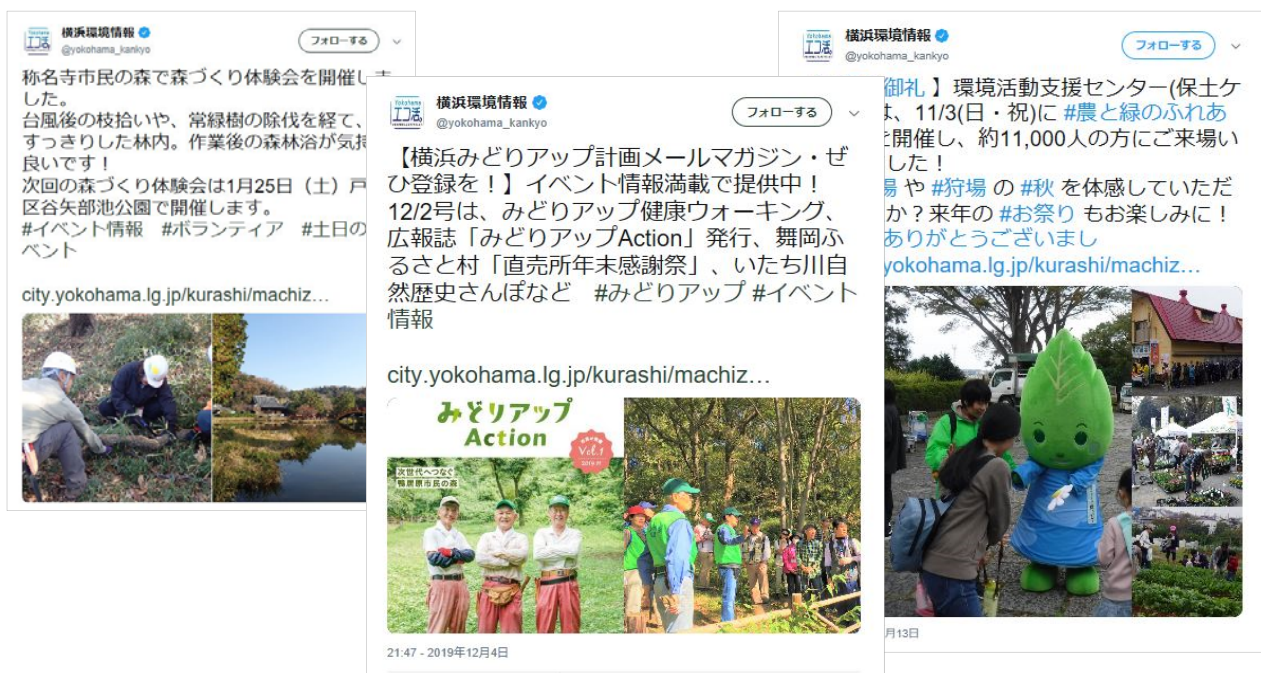 横浜環境情報
@yokohama_kankyo
フォローする
称名寺市民の森で森づくり体験会を開催しま
した。
台風後の枝拾いや、常緑樹の除伐を経て、
すっきりした林内。作業後の森林浴が気持
良いです！
次回の森づくり体験会は1月25日（土）戸
区谷矢部池公園で開催します。
#イベント情報　#ボランティア　#土日の
ベント
city.yokohama.lg.jp/kurashi/machiz…
横浜環境情報
@yokohama_kankyo
フォローする
【横浜みどりアップ計画メールマガジン・ぜ
ひ登録を！】イベント情報満載で提供中！
12/2号は、みどりアップ健康ウォーキング、
広報誌「みどりアップAction」発行、舞岡ふ
るさと村「直売所年末感謝祭」、いたち川自
然歴史さんぽなど　#みどりアップ #イベント
情報
city.yokohama.lg.jp/kurashi/machiz…
みどりアップ
Action
Vol.1
2019.11
次世代へつなぐ
鴨居原市民の森
21:47 - 2019年12月4日
横浜環境情報
@yokohama_kankyo
フォローする
御礼 】環境活動支援センター(保土ケ
は、11/3(日・祝)に #農と緑のふれあ
を開催し、約11,000人の方にご来場い
した！
場 や #狩場 の #秋 を体感していただ
か？来年の #お祭り もお楽しみに！
ありがとうございまし
yokohama.lg.jp/kurashi/machiz…
月13日